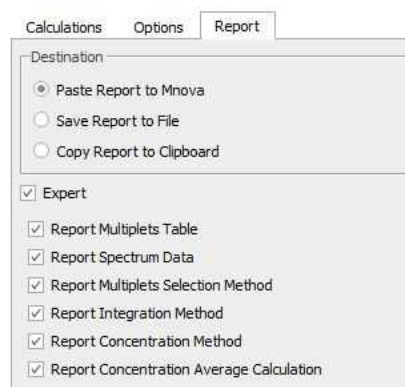 Calculations Options Report
Destination
Paste Report to Mnova
Save Report to File
Copy Report to Clipboard
Expert
Report Multiplets Table
Report Spectrum Data
Report Multiplets Selection Method
Report Integration Method
Report Concentration Method
Report Concentration Average Calculation